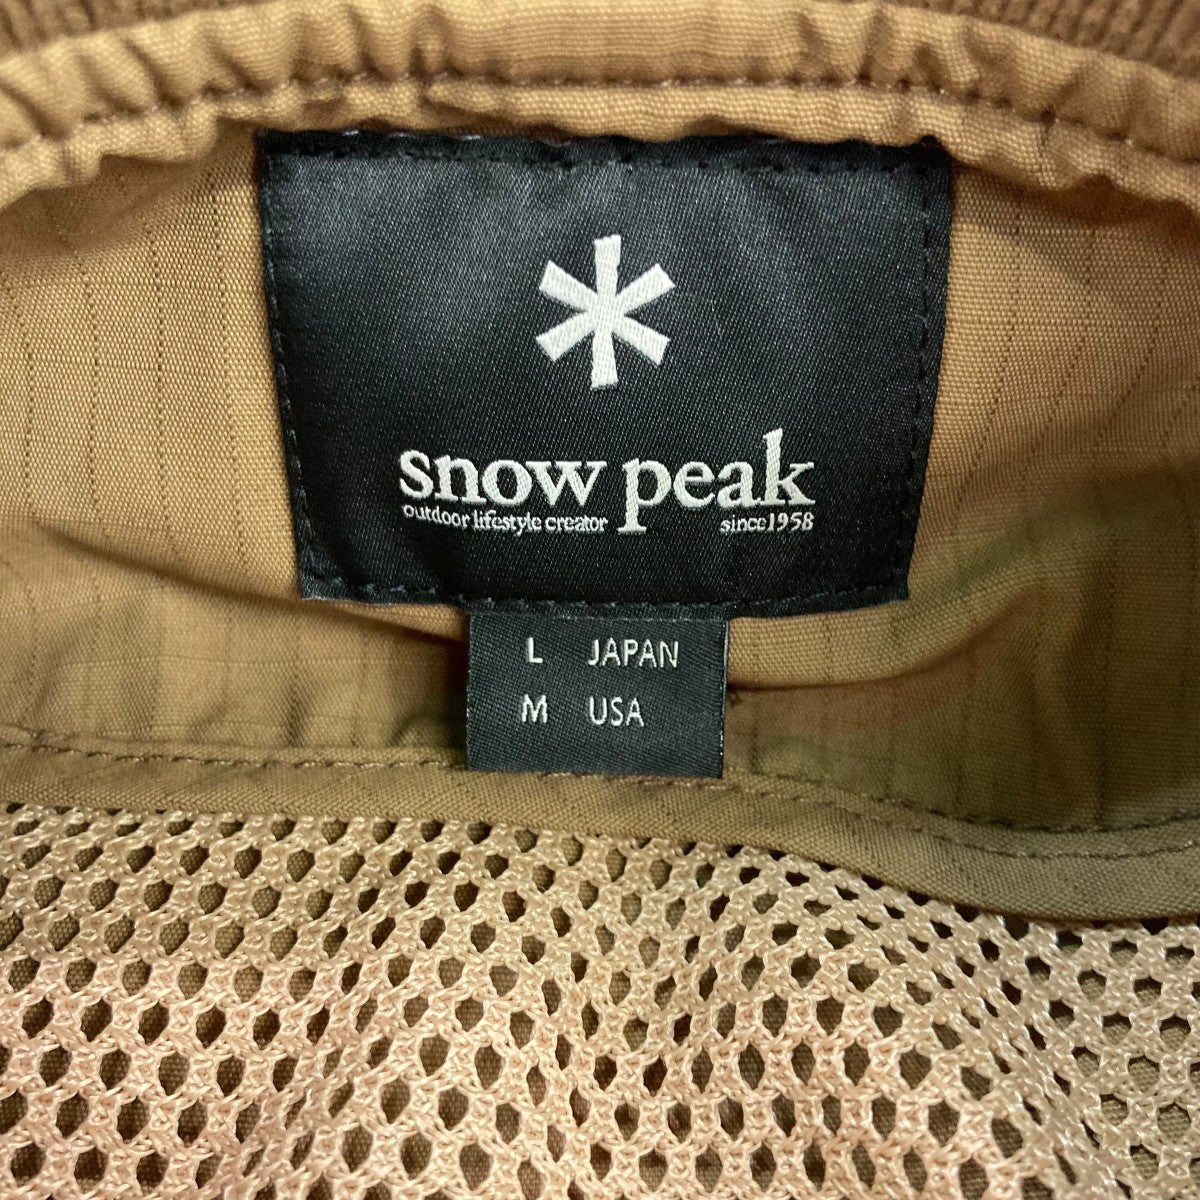 snow peak
outdoor lifestyle creator since1958
L JAPAN
M USA